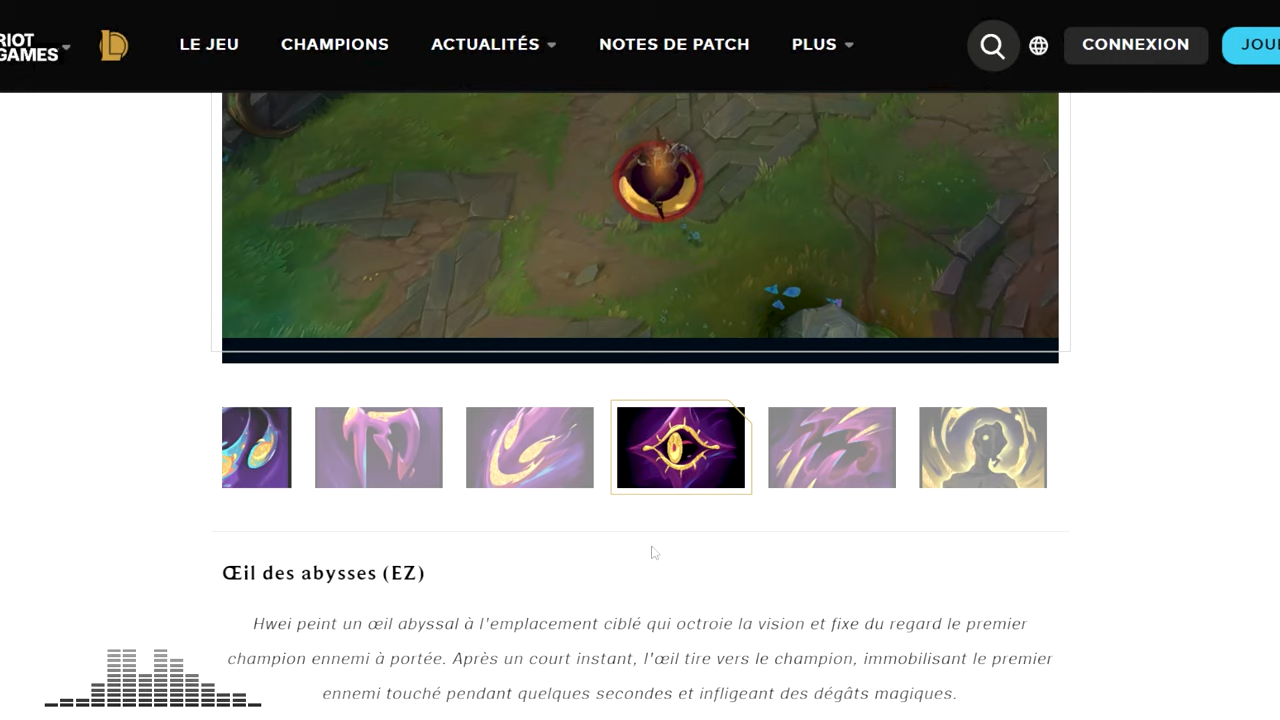 RIOT
GAMES
LE JEU
CHAMPIONS
ACTUALITÉS
NOTES DE PATCH
PLUS
CONNEXION
JOUE
Œil des abysses (EZ)
Hwei peint un œil abyssal à l'emplacement ciblé qui octroie la vision et fixe du regard le premier
champion ennemi à portée. Après un court instant, l'œil tire vers le champion, immobilisant le premier
ennemi touché pendant quelques secondes et infligeant des dégâts magiques.